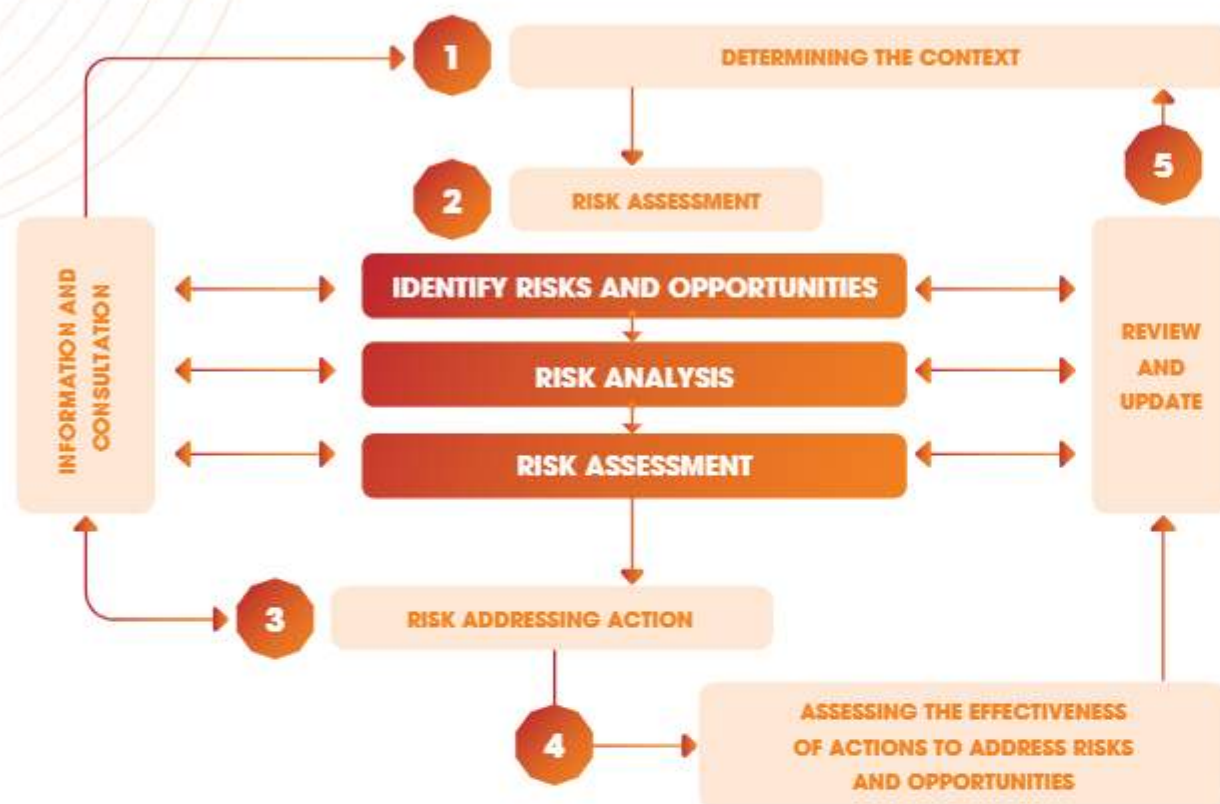 1
DETERMINING THE CONTEXT
5
2
RISK ASSESSMENT
INFORMATION AND
CONSULTATION
IDENTIFY RISKS AND OPPORTUNITIES
RISK ANALYSIS
RISK ASSESSMENT
REVIEW
AND
UPDATE
3
RISK ADDRESSING ACTION
4
ASSESSING THE EFFECTIVENESS
OF ACTIONS TO ADDRESS RISKS
AND OPPORTUNITIES